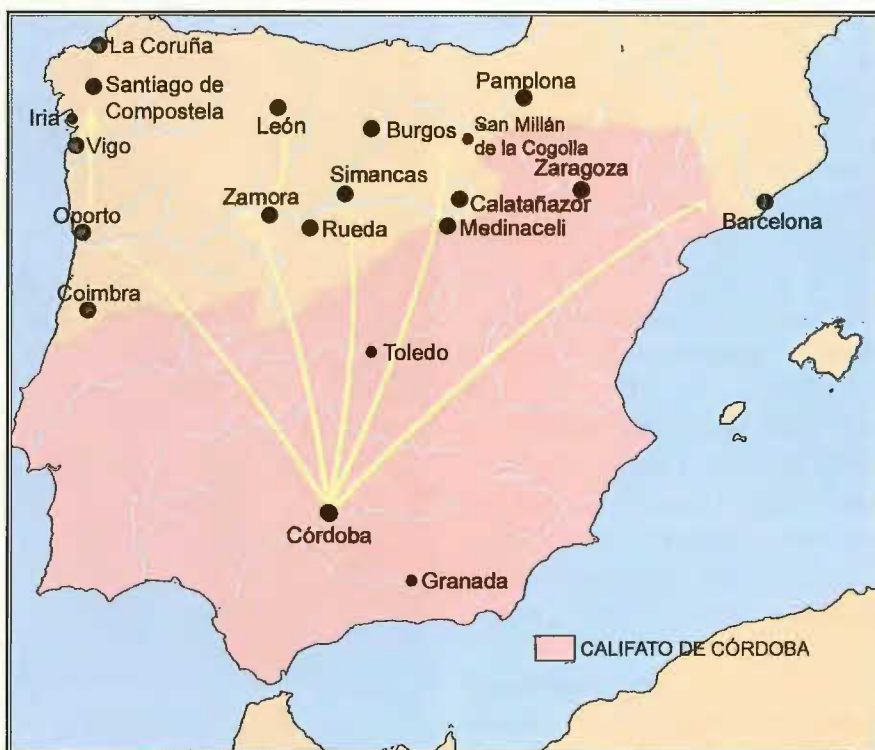 La Coruña
Santiago de
Compostela
Iria
Vigo
León
Burgos
Pamplona
San Millán
de la Cogolla
Zaragoza
Simancas
Zamora
Calatañazor
Oporto
Rueda
Medinaceli
Barcelona
Coimbra
Toledo
Córdoba
Granada
CALIFATO DE CÓRDOBA